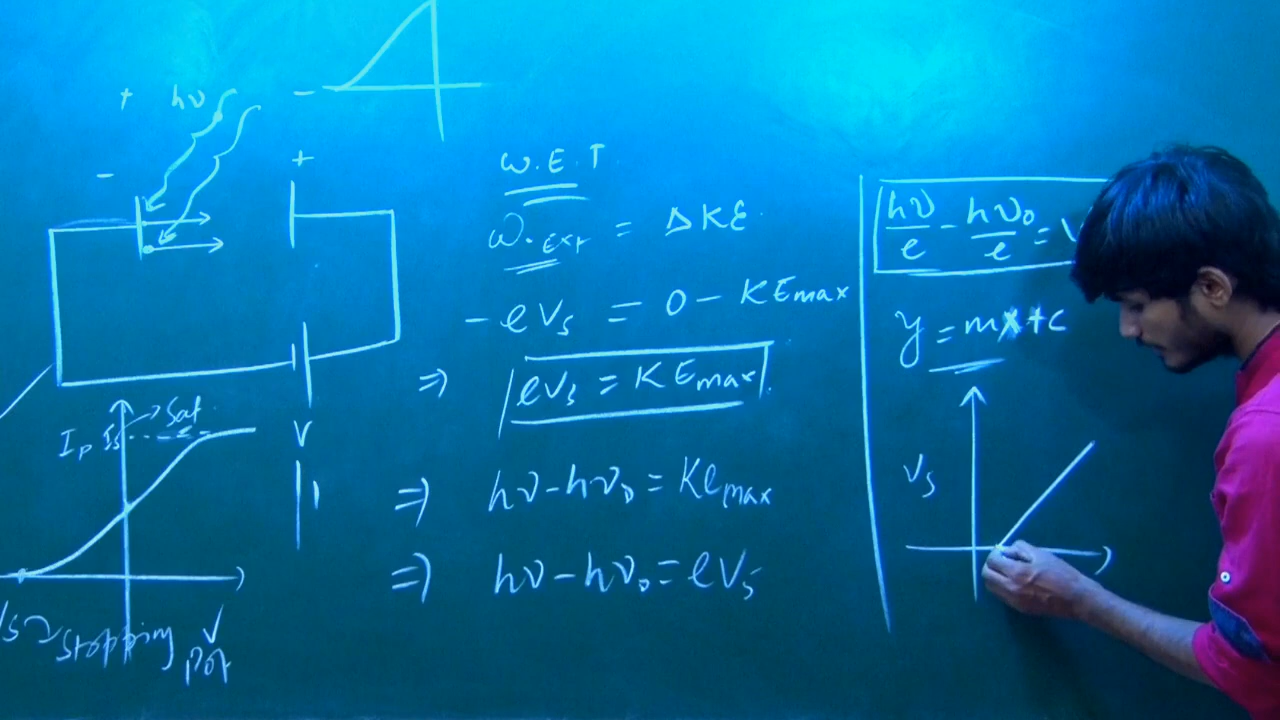 + hν −
− +
W.E.T
W.Ext = ΔKE
-eVs = 0 - KEmax
⇒ eVs = KEmax
⇒ hν-hν₀ = Kemax
⇒ hν-hν₀ = eVs
Ip Is → Sat
V
Vs → stopping pot
V
hν/e - hν₀/e = V
y = mx+c
Vs